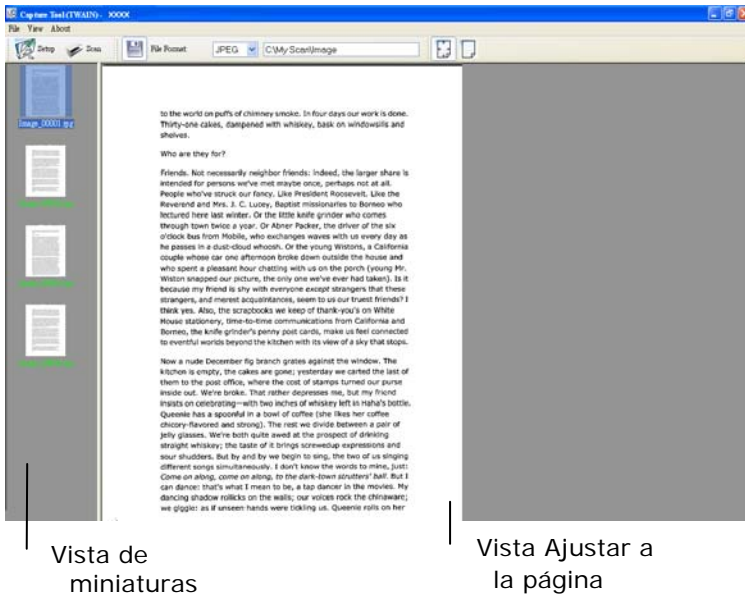 Capture Tool (TWAIN) - XXXX
File View About
Setup Scan File Format JPEG C:\My Scan\Image
Image_00001.jpg
to the world on puffs of chimney smoke. In four days our work is done.
Thirty-one cakes, dampened with whiskey, bask on windowsills and
shelves.
Who are they for?
Friends. Not necessarily neighbor friends: indeed, the larger share is
intended for persons we've met maybe once, perhaps not at all.
People who've struck our fancy. Like President Roosevelt. Like the
Reverend and Mrs. J. C. Lucey, Baptist missionaries to Borneo who
lectured here last winter. Or the little knife grinder who comes
through town twice a year. Or Abner Packer, the driver of the six
o'clock bus from Mobile, who exchanges waves with us every day as
he passes in a dust-cloud whoosh. Or the young Wistons, a California
couple whose car one afternoon broke down outside the house and
who spent a pleasant hour chatting with us on the porch (young Mr.
Wiston snapped our picture, the only one we've ever had taken). Is it
because my friend is shy with everyone except strangers that these
strangers, and merest acquaintances, seem to us our truest friends? I
think yes. Also, the scrapbooks we keep of thank-you's on White
House stationery, time-to-time communications from California and
Borneo, the knife grinder's penny post cards, make us feel connected
to eventful worlds beyond the kitchen with its view of a sky that stops.
Now a nude December fig branch grates against the window. The
kitchen is empty, the cakes are gone; yesterday we carted the last of
them to the post office, where the cost of stamps turned our purse
inside out. We're broke. That rather depresses me, but my friend
insists on celebrating—with two inches of whiskey left in Haha's bottle.
Queenie has a spoonful in a bowl of coffee (she likes her coffee
chicory-flavored and strong). The rest we divide between a pair of
jelly glasses. We're both quite awed at the prospect of drinking
straight whiskey; the taste of it brings screwedup expressions and
sour shudders. But by and by we begin to sing, the two of us singing
different songs simultaneously. I don't know the words to mine, just:
Come on along, come on along, to the dark-town strutters' ball. But I
can dance: that's what I mean to be, a tap dancer in the movies. My
dancing shadow rollicks on the walls; our voices rock the chinaware;
we giggle: as if unseen hands were tickling us. Queenie rolls on her
Vista de
miniaturas
Vista Ajustar a
la página